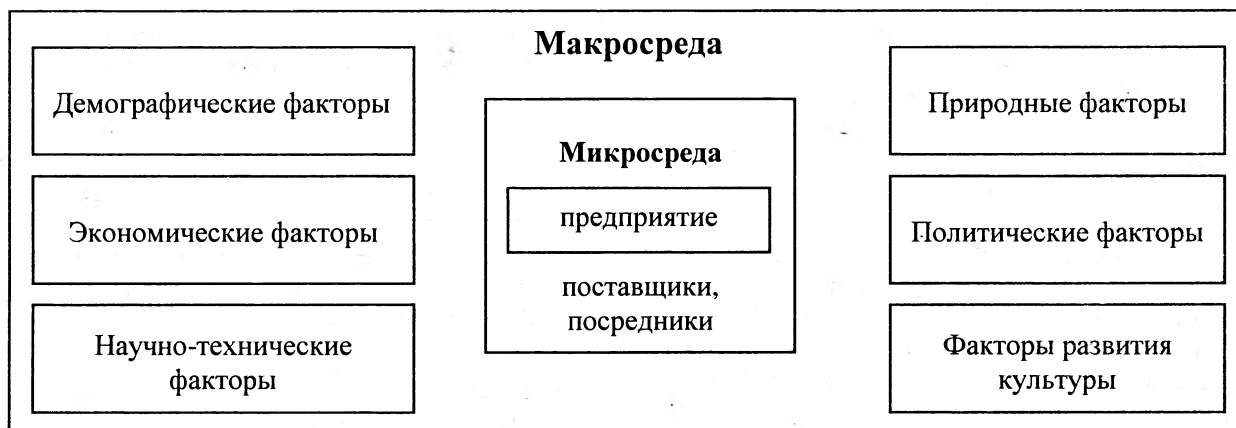 Макросреда
Демографические факторы
Экономические факторы
Научно-технические
факторы
Микросреда
предприятие
поставщики,
посредники
Природные факторы
Политические факторы
Факторы развития
культуры